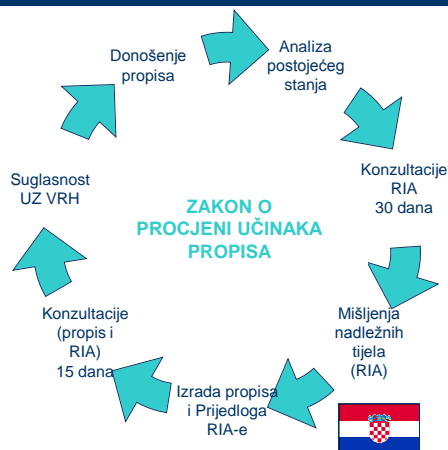 Donošenje
propisa
Analiza
postojećeg
stanja
Konzultacije
RIA
30 dana
Mišljenja
nadležnih
tijela
(RIA)
Izrada propisa
i Prijedloga
RIA-e
Konzultacije
(propis i
RIA)
15 dana
Suglasnost
UZ VRH
ZAKON O
PROCJENI UČINAKA
PROPISA